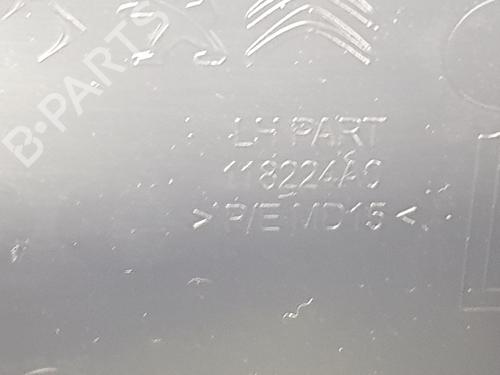 B-PARTS
LH PART
118224AC
>P/E-MD15<